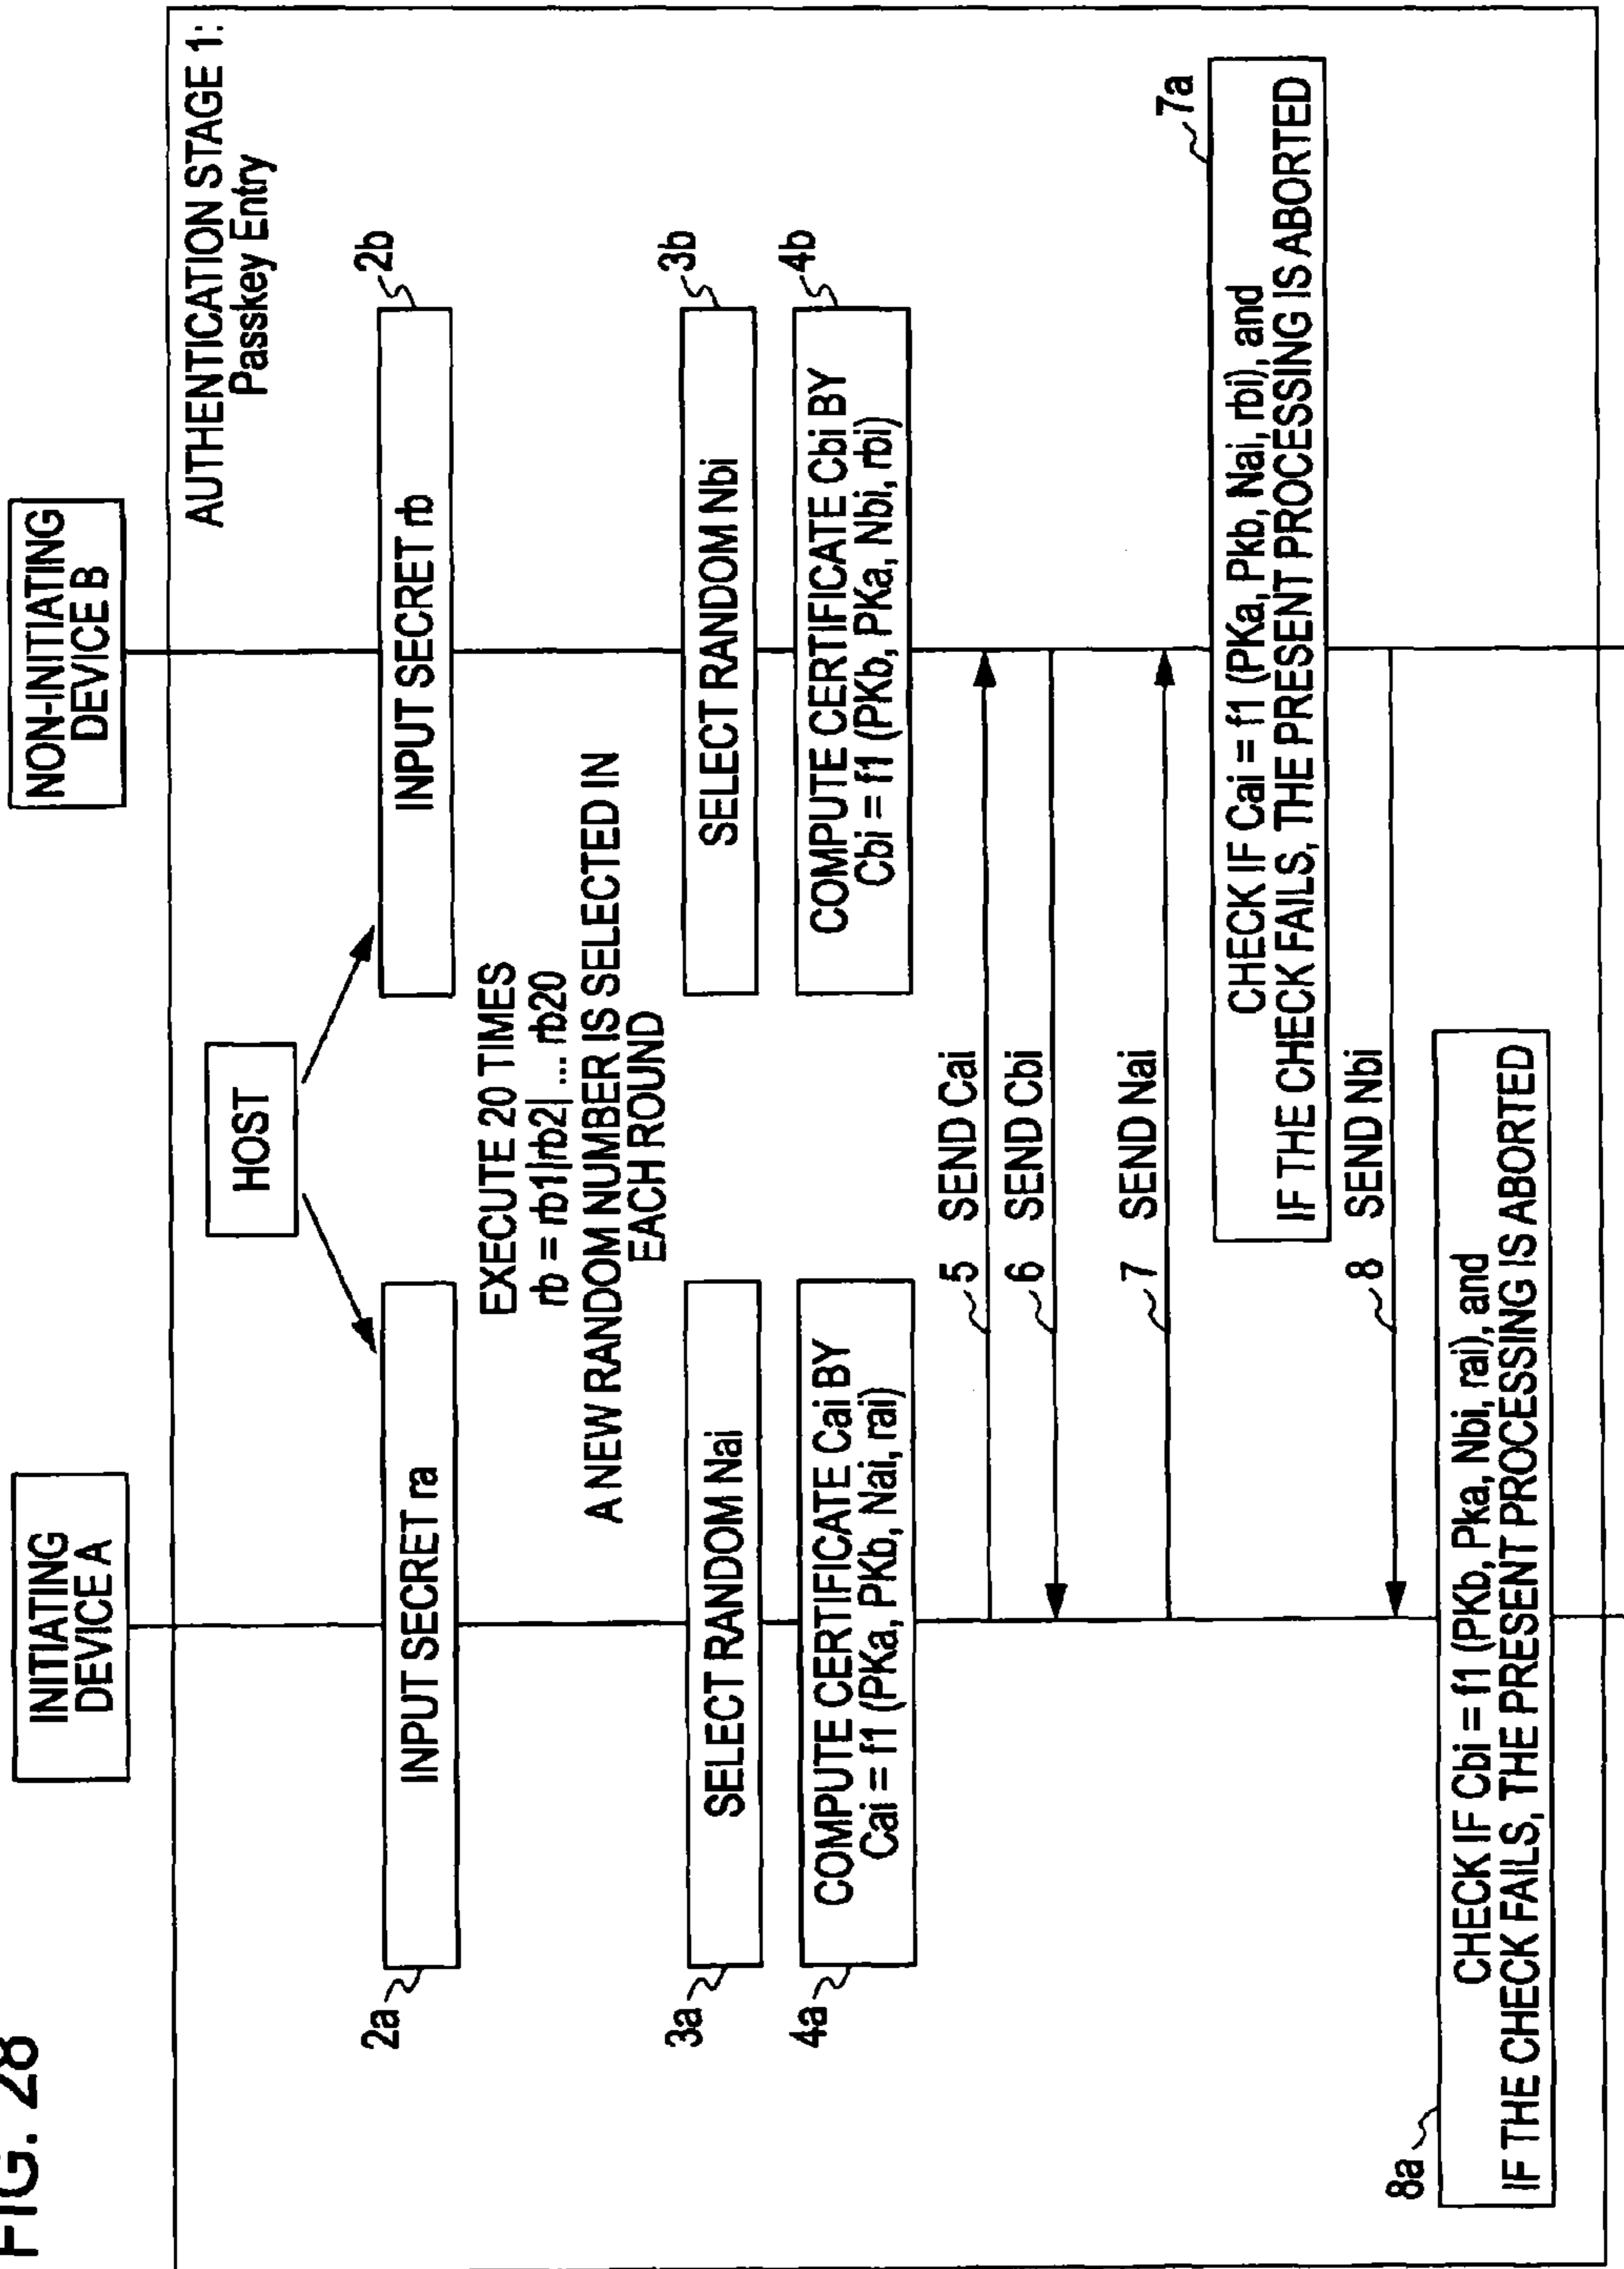 FIG. 28
INITIATING
DEVICE A
NON-INITIATING
DEVICE B
AUTHENTICATION STAGE 1:
Passkey Entry
HOST
2a
INPUT SECRET ra
INPUT SECRET rb
2b
EXECUTE 20 TIMES
rb = rb1|rb2| ... rb20
A NEW RANDOM NUMBER IS SELECTED IN
EACH ROUND
3a
SELECT RANDOM Nai
SELECT RANDOM Nbi
3b
4a
COMPUTE CERTIFICATE Cai BY
Cai = f1 (PKa, PKb, Nai, rai)
COMPUTE CERTIFICATE Cbi BY
Cbi = f1 (PKb, PKa, Nbi, rbi)
4b
5 SEND Cai
6 SEND Cbi
7 SEND Nai
7a
CHECK IF Cai = f1 (PKa, Pkb, Nai, rbi), and
IF THE CHECK FAILS, THE PRESENT PROCESSING IS ABORTED
8 SEND Nbi
8a
CHECK IF Cbi = f1 (PKb, Pka, Nbi, rai), and
IF THE CHECK FAILS, THE PRESENT PROCESSING IS ABORTED